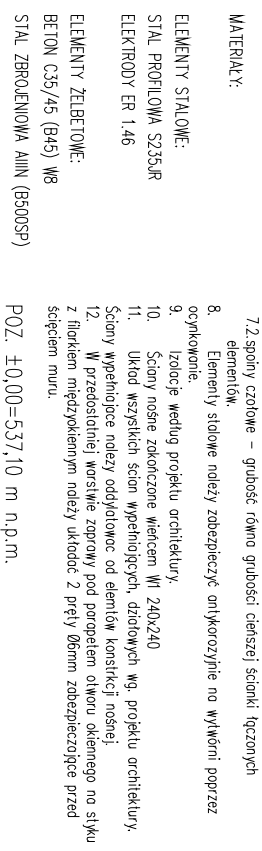 MATERIAŁY:
ELEMENTY STALOWE:
STAL PROFILOWA S235JR
ELEKTRODY ER 1.46
ELEMENTY ŻELBETOWE:
BETON C35/45 (B45) W8
STAL ZBROJENIOWA AIIIN (B500SP)
7.2.spoiny czołowe – grubość równa grubości cieńszej ścianki łączonych
elementów.
8. Elementy stalowe należy zabezpieczyć antykorozyjnie na wytwórni poprzez
ocynkowanie.
9. Izolacje według projektu architektury.
10. Ściany nośne zakończone wieńcem W1 240x240
11. Układ wszystkich ścian wypełniających, działowych wg. projektu architektury.
Ściany wypełniające należy oddylatowac od elemtów konstrkcji nośnej.
12. W przedostatniej warstwie zaprawy pod parapetem otworu okiennego na styku
z filarkiem międzyokiennym należy układać 2 pręty Ø6mm zabezpieczające przed
ścięciem muru.
POZ. ±0,00=537,10 m n.p.m.